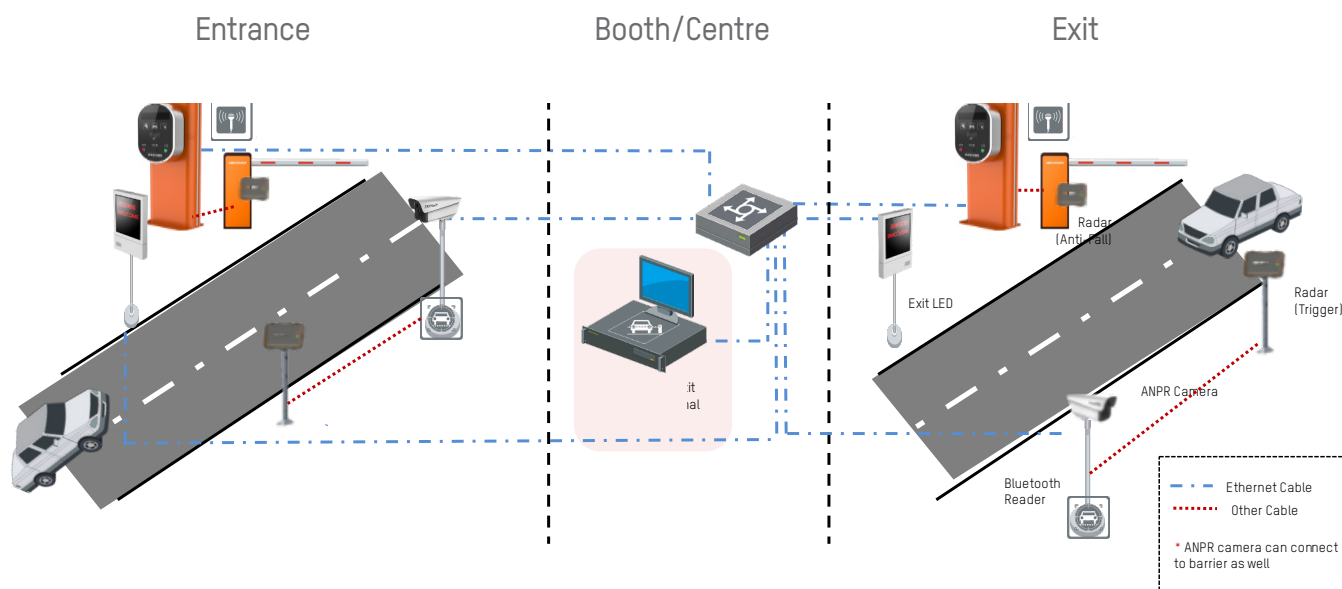 Entrance
Booth/Centre
Exit
Radar
(Anti-Fall)
Exit LED
Radar
(Trigger)
ANPR Camera
Bluetooth
Reader
Ethernet Cable
Other Cable
* ANPR camera can connect
to barrier as well